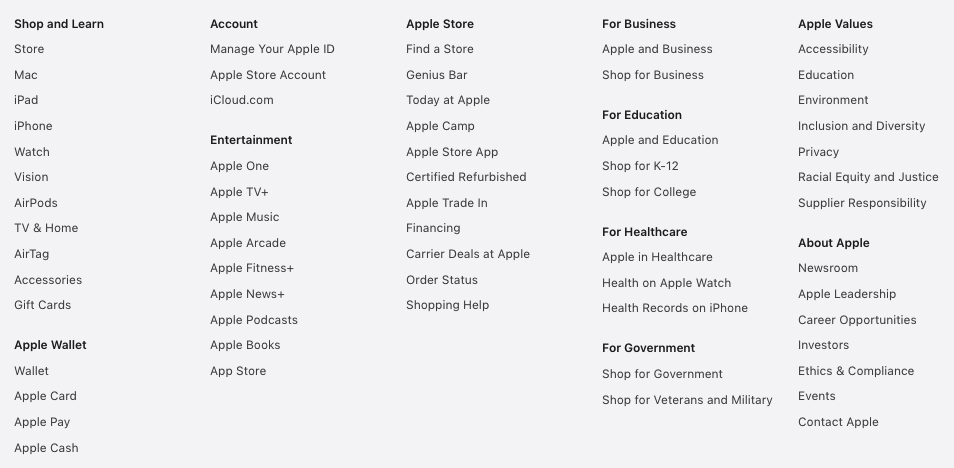 Shop and Learn
Store
Mac
iPad
iPhone
Watch
Vision
AirPods
TV & Home
AirTag
Accessories
Gift Cards
Apple Wallet
Wallet
Apple Card
Apple Pay
Apple Cash
Account
Manage Your Apple ID
Apple Store Account
iCloud.com
Entertainment
Apple One
Apple TV+
Apple Music
Apple Arcade
Apple Fitness+
Apple News+
Apple Podcasts
Apple Books
App Store
Apple Store
Find a Store
Genius Bar
Today at Apple
Apple Camp
Apple Store App
Certified Refurbished
Apple Trade In
Financing
Carrier Deals at Apple
Order Status
Shopping Help
For Business
Apple and Business
Shop for Business
For Education
Apple and Education
Shop for K-12
Shop for College
For Healthcare
Apple in Healthcare
Health on Apple Watch
Health Records on iPhone
For Government
Shop for Government
Shop for Veterans and Military
Apple Values
Accessibility
Education
Environment
Inclusion and Diversity
Privacy
Racial Equity and Justice
Supplier Responsibility
About Apple
Newsroom
Apple Leadership
Career Opportunities
Investors
Ethics & Compliance
Events
Contact Apple